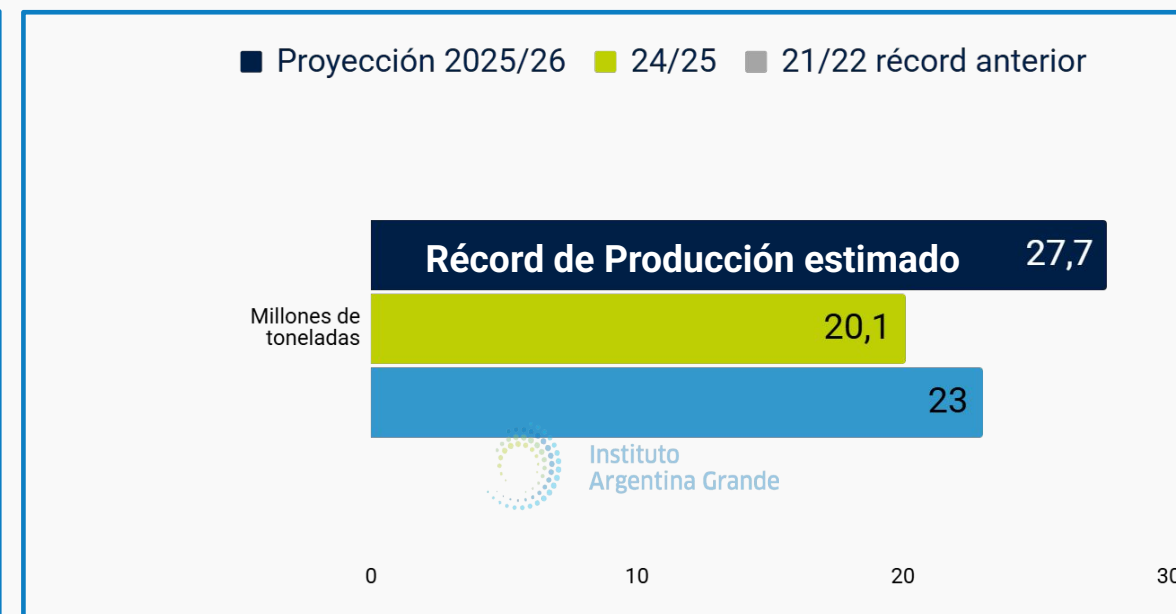 Proyección 2025/26 24/25 21/22 récord anterior
Récord de Producción estimado 27,7
Millones de
toneladas
20,1
23
Instituto
Argentina Grande
0 10 20 30